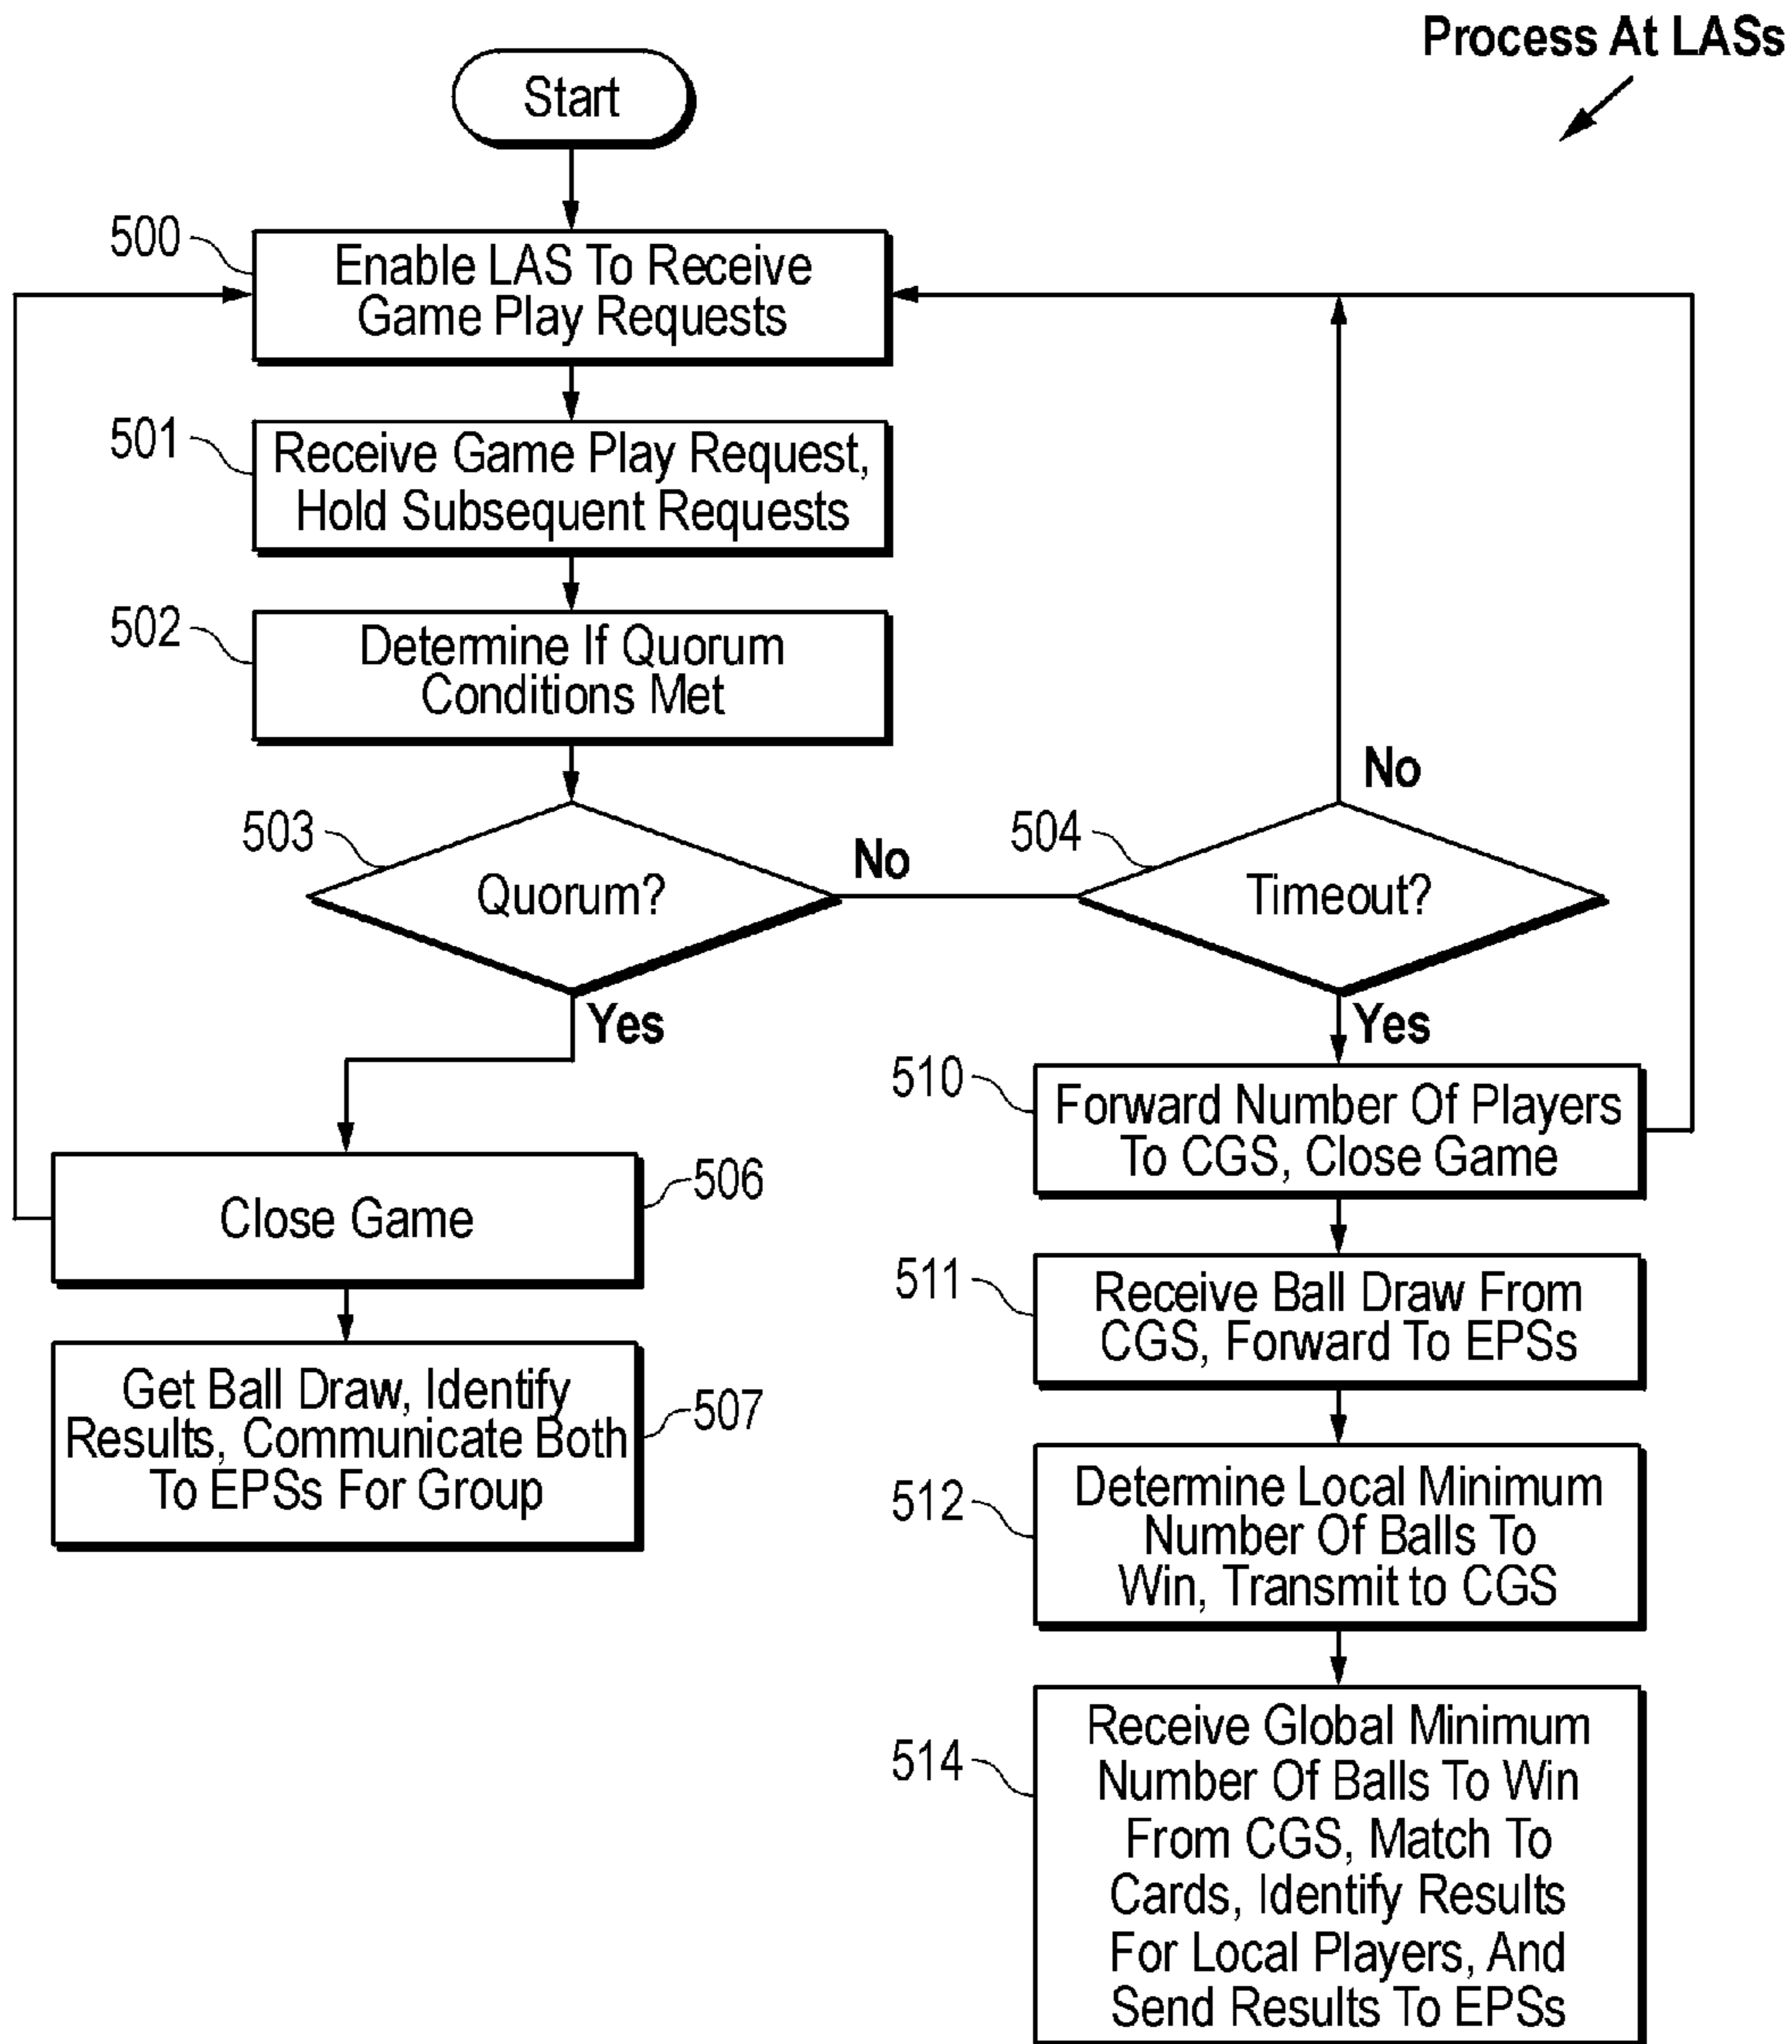 Process At LASs
Start
500
Enable LAS To Receive
Game Play Requests
501
Receive Game Play Request,
Hold Subsequent Requests
502
Determine If Quorum
Conditions Met
503
Quorum?
No
504
Timeout?
No
Yes
Yes
506
Close Game
507
Get Ball Draw, Identify
Results, Communicate Both
To EPSs For Group
510
Forward Number Of Players
To CGS, Close Game
511
Receive Ball Draw From
CGS, Forward To EPSs
512
Determine Local Minimum
Number Of Balls To
Win, Transmit to CGS
514
Receive Global Minimum
Number Of Balls To Win
From CGS, Match To
Cards, Identify Results
For Local Players, And
Send Results To EPSs